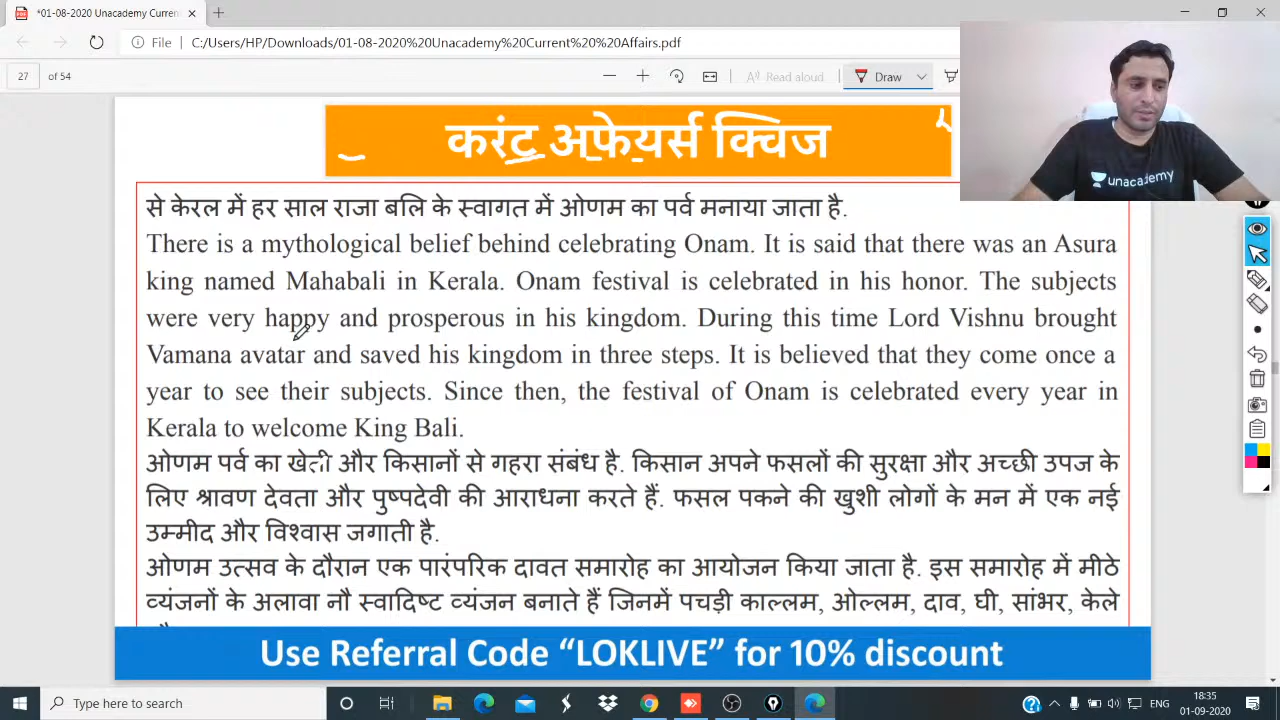 *01-08-2020 Unacademy Current
File
C:/Users/HP/Downloads/01-08-2020%20Unacademy%20Current%20%20Affairs.pdf
27 of 54
Read aloud
Draw
करंट अफेयर्स क्विज
unacademy
से केरल में हर साल राजा बलि के स्वागत में ओणम का पर्व मनाया जाता है.
There is a mythological belief behind celebrating Onam. It is said that there was an Asura
king named Mahabali in Kerala. Onam festival is celebrated in his honor. The subjects
were very happy and prosperous in his kingdom. During this time Lord Vishnu brought
Vamana avatar and saved his kingdom in three steps. It is believed that they come once a
year to see their subjects. Since then, the festival of Onam is celebrated every year in
Kerala to welcome King Bali.
ओणम पर्व का खेती और किसानों से गहरा संबंध है. किसान अपने फसलों की सुरक्षा और अच्छी उपज के
लिए श्रावण देवता और पुष्पदेवी की आराधना करते हैं. फसल पकने की खुशी लोगों के मन में एक नई
उम्मीद और विश्वास जगाती है.
ओणम उत्सव के दौरान एक पारंपरिक दावत समारोह का आयोजन किया जाता है. इस समारोह में मीठे
व्यंजनों के अलावा नौ स्वादिष्ट व्यंजन बनाते हैं जिनमें पचड़ी काल्लम, ओल्लम, दाव, घी, सांभर, केले
Use Referral Code “LOKLIVE” for 10% discount
Type here to search
ENG
18:35
01-09-2020